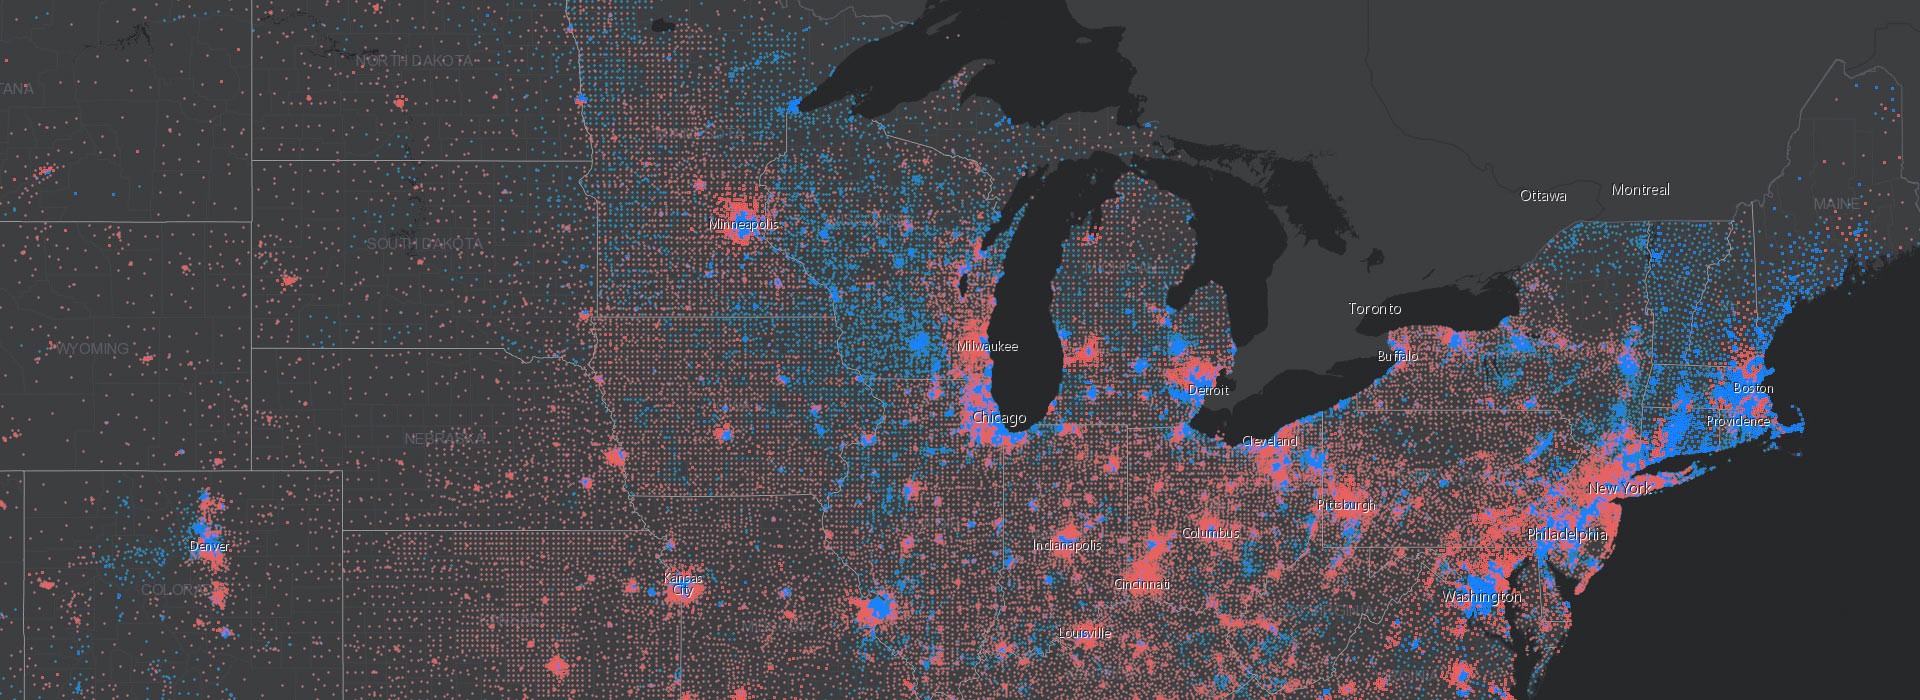 NORTH DAKOTA
TANA
Ottawa
Montreal
MAINE
Minneapolis
SOUTH DAKOTA
Toronto
WYOMING
Milwaukee
Buffalo
Detroit
Boston
Chicago
Providence
NEBRASKA
Cleveland
New York
Pittsburgh
Denver
Indianapolis
Columbus
Philadelphia
Kansas
City
Cincinnati
COLOR
Washington
Louisville